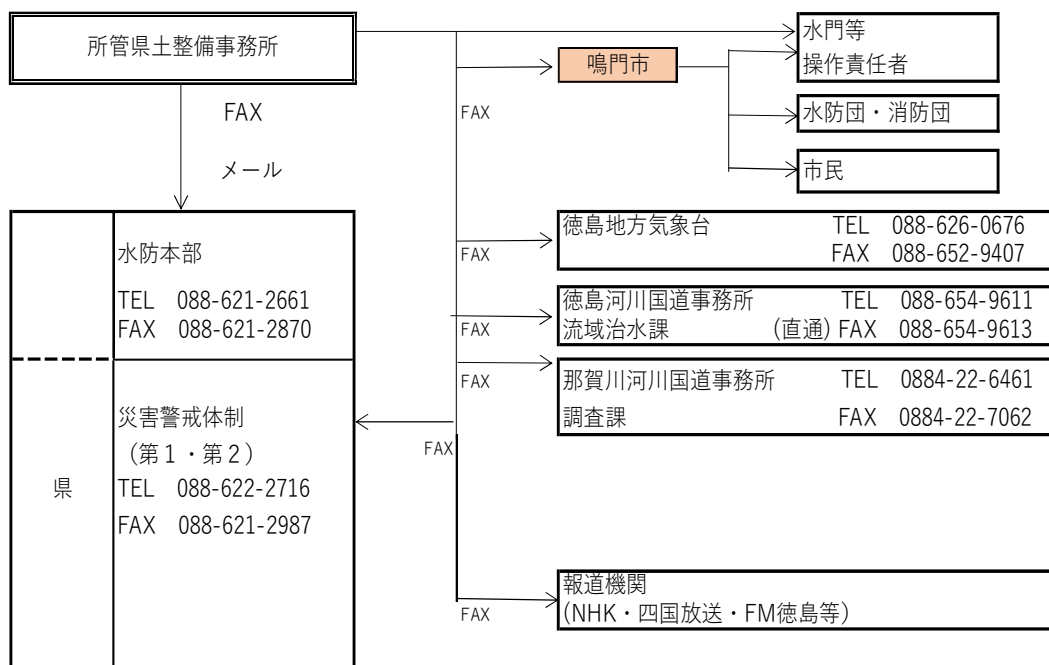 所管県土整備事務所
FAX
メール
水防本部
TEL 088-621-2661
FAX 088-621-2870
県
災害警戒体制
（第１・第２）
TEL 088-622-2716
FAX 088-621-2987
FAX
鳴門市
FAX
水門等
操作責任者
水防団・消防団
市民
FAX
徳島地方気象台 TEL 088-626-0676
FAX 088-652-9407
FAX
徳島河川国道事務所 TEL 088-654-9611
流域治水課 (直通) FAX 088-654-9613
FAX
那賀川河川国道事務所 TEL 0884-22-6461
調査課 FAX 0884-22-7062
FAX
報道機関
(NHK・四国放送・FM徳島等）